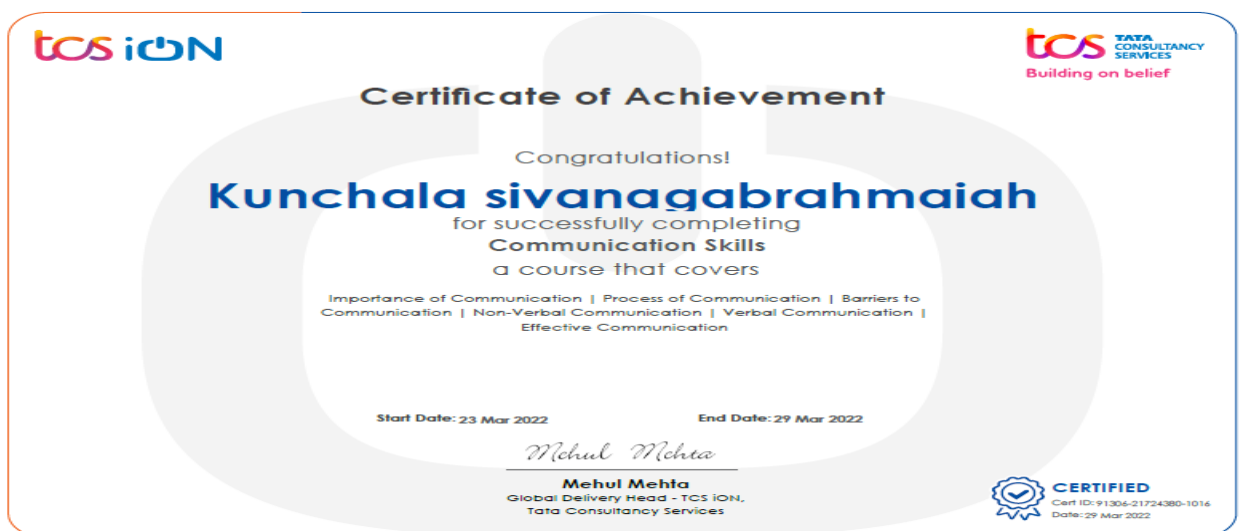 tcs iON
tcs TATA CONSULTANCY SERVICES
Building on belief
Certificate of Achievement
Congratulations!
Kunchala sivanagabrahmaiah
for successfully completing
Communication Skills
a course that covers
Importance of Communication | Process of Communication | Barriers to
Communication | Non-Verbal Communication | Verbal Communication |
Effective Communication
Start Date: 23 Mar 2022 End Date: 29 Mar 2022
Mehul Mehta
Mehul Mehta
Global Delivery Head - TCS iON,
Tata Consultancy Services
CERTIFIED
Cert ID: 91306-21724380-1016
Date: 29 Mar 2022